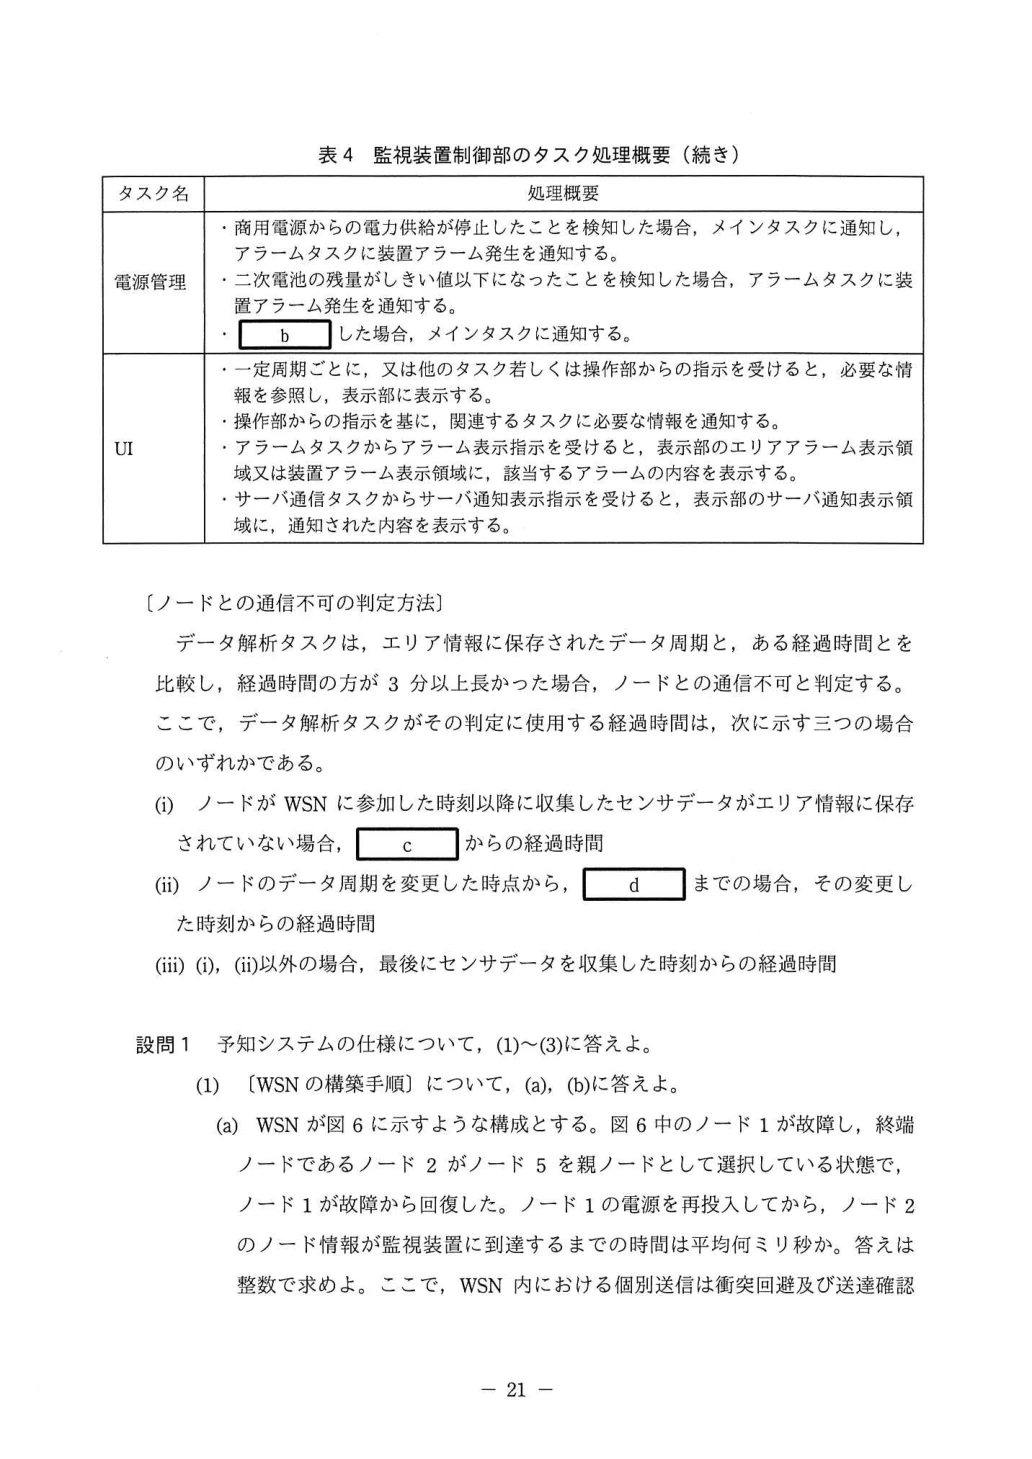 表4 監視装置制御部のタスク処理概要（続き）
タスク名 処理概要
電源管理
・商用電源からの電力供給が停止したことを検知した場合，メインタスクに通知し，
アラームタスクに装置アラーム発生を通知する。
・二次電池の残量がしきい値以下になったことを検知した場合，アラームタスクに装
置アラーム発生を通知する。
・ b した場合，メインタスクに通知する。
UI
・一定周期ごとに，又は他のタスク若しくは操作部からの指示を受けると，必要な情
報を参照し，表示部に表示する。
・操作部からの指示を基に，関連するタスクに必要な情報を通知する。
・アラームタスクからアラーム表示指示を受けると，表示部のエリアアラーム表示領
域又は装置アラーム表示領域に，該当するアラームの内容を表示する。
・サーバ通信タスクからサーバ通知表示指示を受けると，表示部のサーバ通知表示領
域に，通知された内容を表示する。
〔ノードとの通信不可の判定方法〕
データ解析タスクは，エリア情報に保存されたデータ周期と，ある経過時間とを
比較し，経過時間の方が 3 分以上長かった場合，ノードとの通信不可と判定する。
ここで，データ解析タスクがその判定に使用する経過時間は，次に示す三つの場合
のいずれかである。
(i) ノードが WSN に参加した時刻以降に収集したセンサデータがエリア情報に保存
されていない場合， c からの経過時間
(ii) ノードのデータ周期を変更した時点から， d までの場合，その変更し
た時刻からの経過時間
(iii) (i)，(ii)以外の場合，最後にセンサデータを収集した時刻からの経過時間
設問1 予知システムの仕様について，(1)～(3)に答えよ。
(1) 〔WSN の構築手順〕について，(a)，(b)に答えよ。
(a) WSN が図 6 に示すような構成とする。図 6 中のノード 1 が故障し，終端
ノードであるノード 2 がノード 5 を親ノードとして選択している状態で，
ノード 1 が故障から回復した。ノード 1 の電源を再投入してから，ノード 2
のノード情報が監視装置に到達するまでの時間は平均何ミリ秒か。答えは
整数で求めよ。ここで，WSN 内における個別送信は衝突回避及び送達確認
－ 21 －